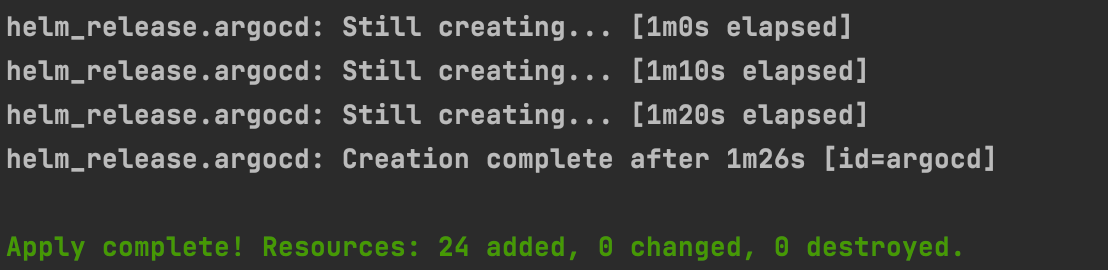 helm_release.argocd: Still creating... [1m0s elapsed]
helm_release.argocd: Still creating... [1m10s elapsed]
helm_release.argocd: Still creating... [1m20s elapsed]
helm_release.argocd: Creation complete after 1m26s [id=argocd]
Apply complete! Resources: 24 added, 0 changed, 0 destroyed.